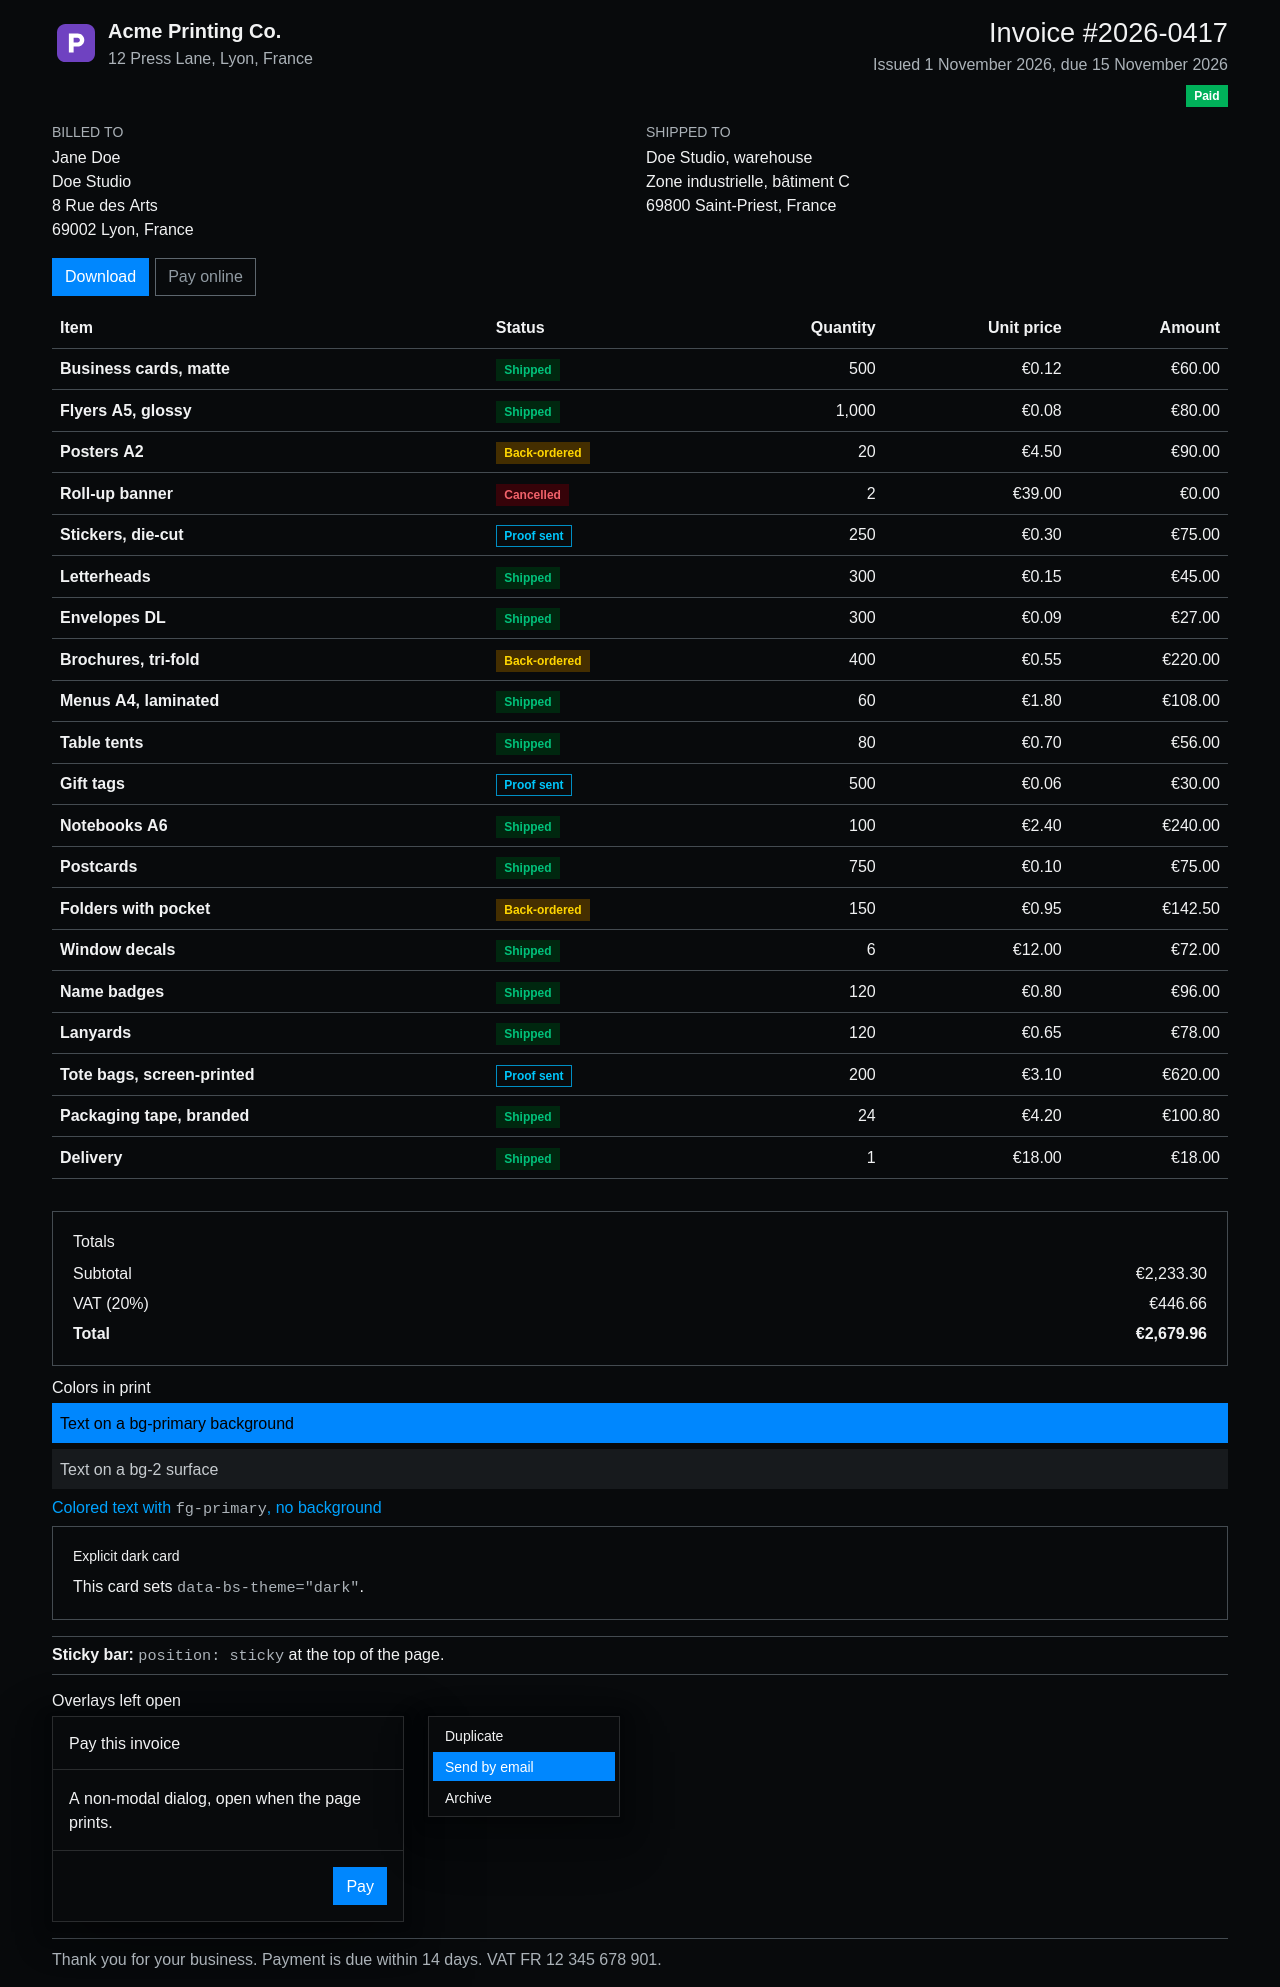 P
Acme Printing Co.
12 Press Lane, Lyon, France
Invoice #2026-0417
Issued 1 November 2026, due 15 November 2026
Paid
BILLED TO
Jane Doe
Doe Studio
8 Rue des Arts
69002 Lyon, France
SHIPPED TO
Doe Studio, warehouse
Zone industrielle, bâtiment C
69800 Saint-Priest, France
Download Pay online
Item Status Quantity Unit price Amount
Business cards, matte Shipped 500 €0.12 €60.00
Flyers A5, glossy Shipped 1,000 €0.08 €80.00
Posters A2 Back-ordered 20 €4.50 €90.00
Roll-up banner Cancelled 2 €39.00 €0.00
Stickers, die-cut Proof sent 250 €0.30 €75.00
Letterheads Shipped 300 €0.15 €45.00
Envelopes DL Shipped 300 €0.09 €27.00
Brochures, tri-fold Back-ordered 400 €0.55 €220.00
Menus A4, laminated Shipped 60 €1.80 €108.00
Table tents Shipped 80 €0.70 €56.00
Gift tags Proof sent 500 €0.06 €30.00
Notebooks A6 Shipped 100 €2.40 €240.00
Postcards Shipped 750 €0.10 €75.00
Folders with pocket Back-ordered 150 €0.95 €142.50
Window decals Shipped 6 €12.00 €72.00
Name badges Shipped 120 €0.80 €96.00
Lanyards Shipped 120 €0.65 €78.00
Tote bags, screen-printed Proof sent 200 €3.10 €620.00
Packaging tape, branded Shipped 24 €4.20 €100.80
Delivery Shipped 1 €18.00 €18.00
Totals
Subtotal €2,233.30
VAT (20%) €446.66
Total €2,679.96
Colors in print
Text on a bg-primary background
Text on a bg-2 surface
Colored text with fg-primary, no background
Explicit dark card
This card sets data-bs-theme="dark".
Sticky bar: position: sticky at the top of the page.
Overlays left open
Pay this invoice
A non-modal dialog, open when the page
prints.
Pay
Duplicate
Send by email
Archive
Thank you for your business. Payment is due within 14 days. VAT FR 12 345 678 901.